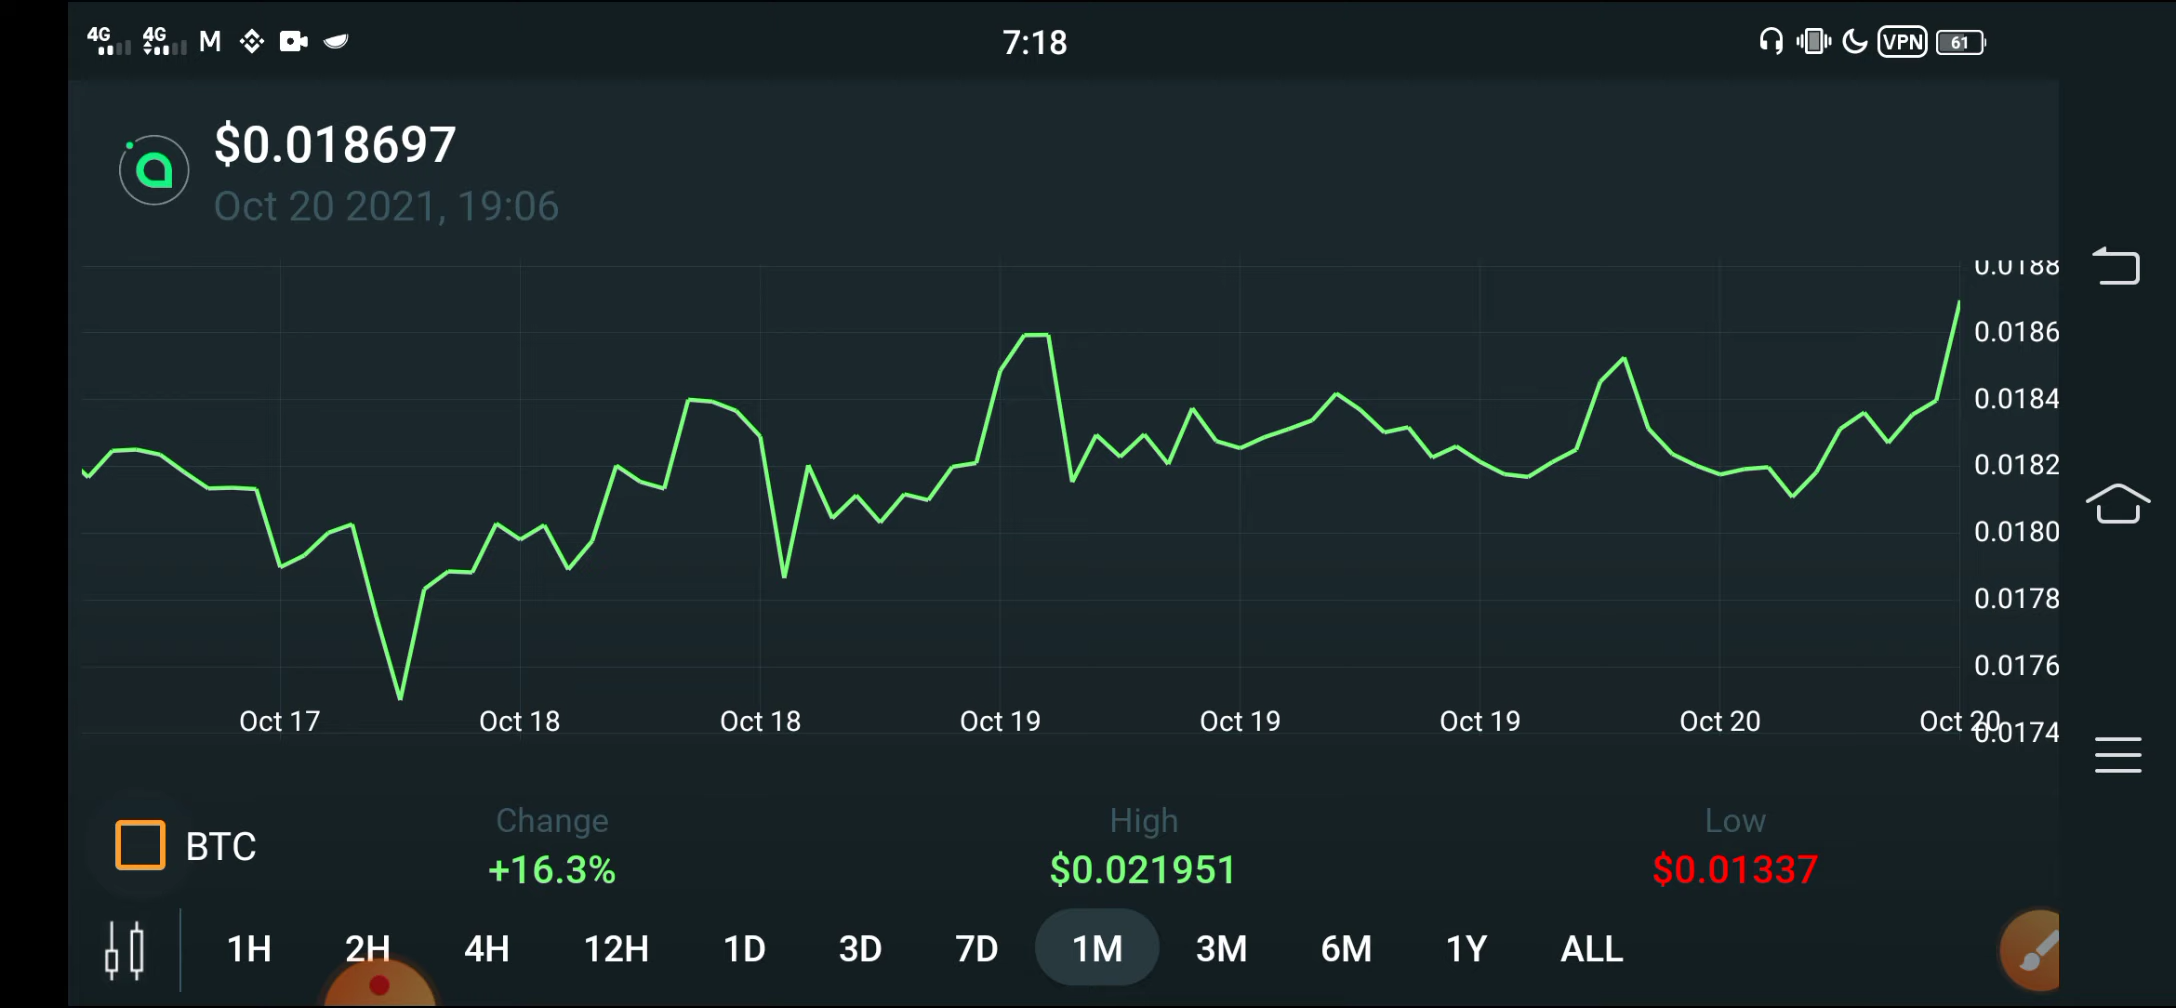 4G 4G M 7:18 VPN 61
$0.018697
Oct 20 2021, 19:06
0.0188
0.0186
0.0184
0.0182
0.0180
0.0178
0.0176
0.0174
Oct 17 Oct 18 Oct 18 Oct 19 Oct 19 Oct 19 Oct 20 Oct 20
BTC
Change High Low
+16.3% $0.021951 $0.01337
1H 2H 4H 12H 1D 3D 7D 1M 3M 6M 1Y ALL